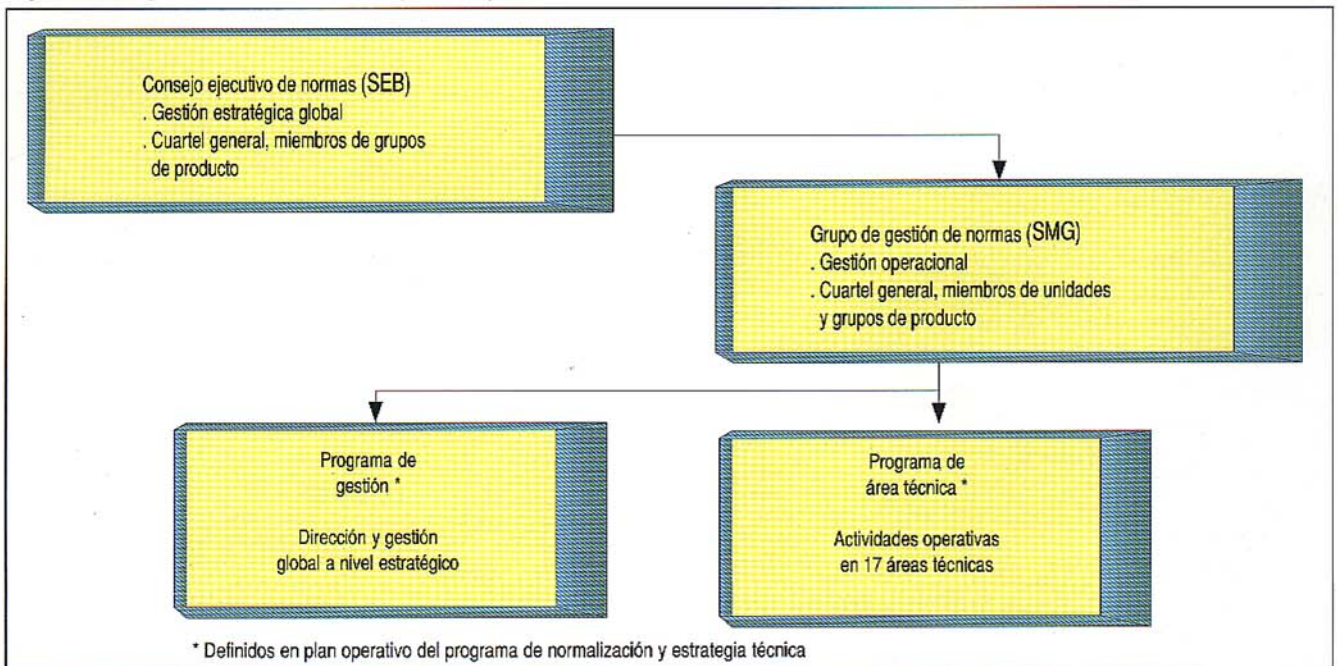 Consejo ejecutivo de normas (SEB)
. Gestión estratégica global
. Cuartel general, miembros de grupos
de producto
Grupo de gestión de normas (SMG)
. Gestión operacional
. Cuartel general, miembros de unidades
y grupos de producto
Programa de
gestión *
Dirección y gestión
global a nivel estratégico
Programa de
área técnica *
Actividades operativas
en 17 áreas técnicas
* Definidos en plan operativo del programa de normalización y estrategia técnica